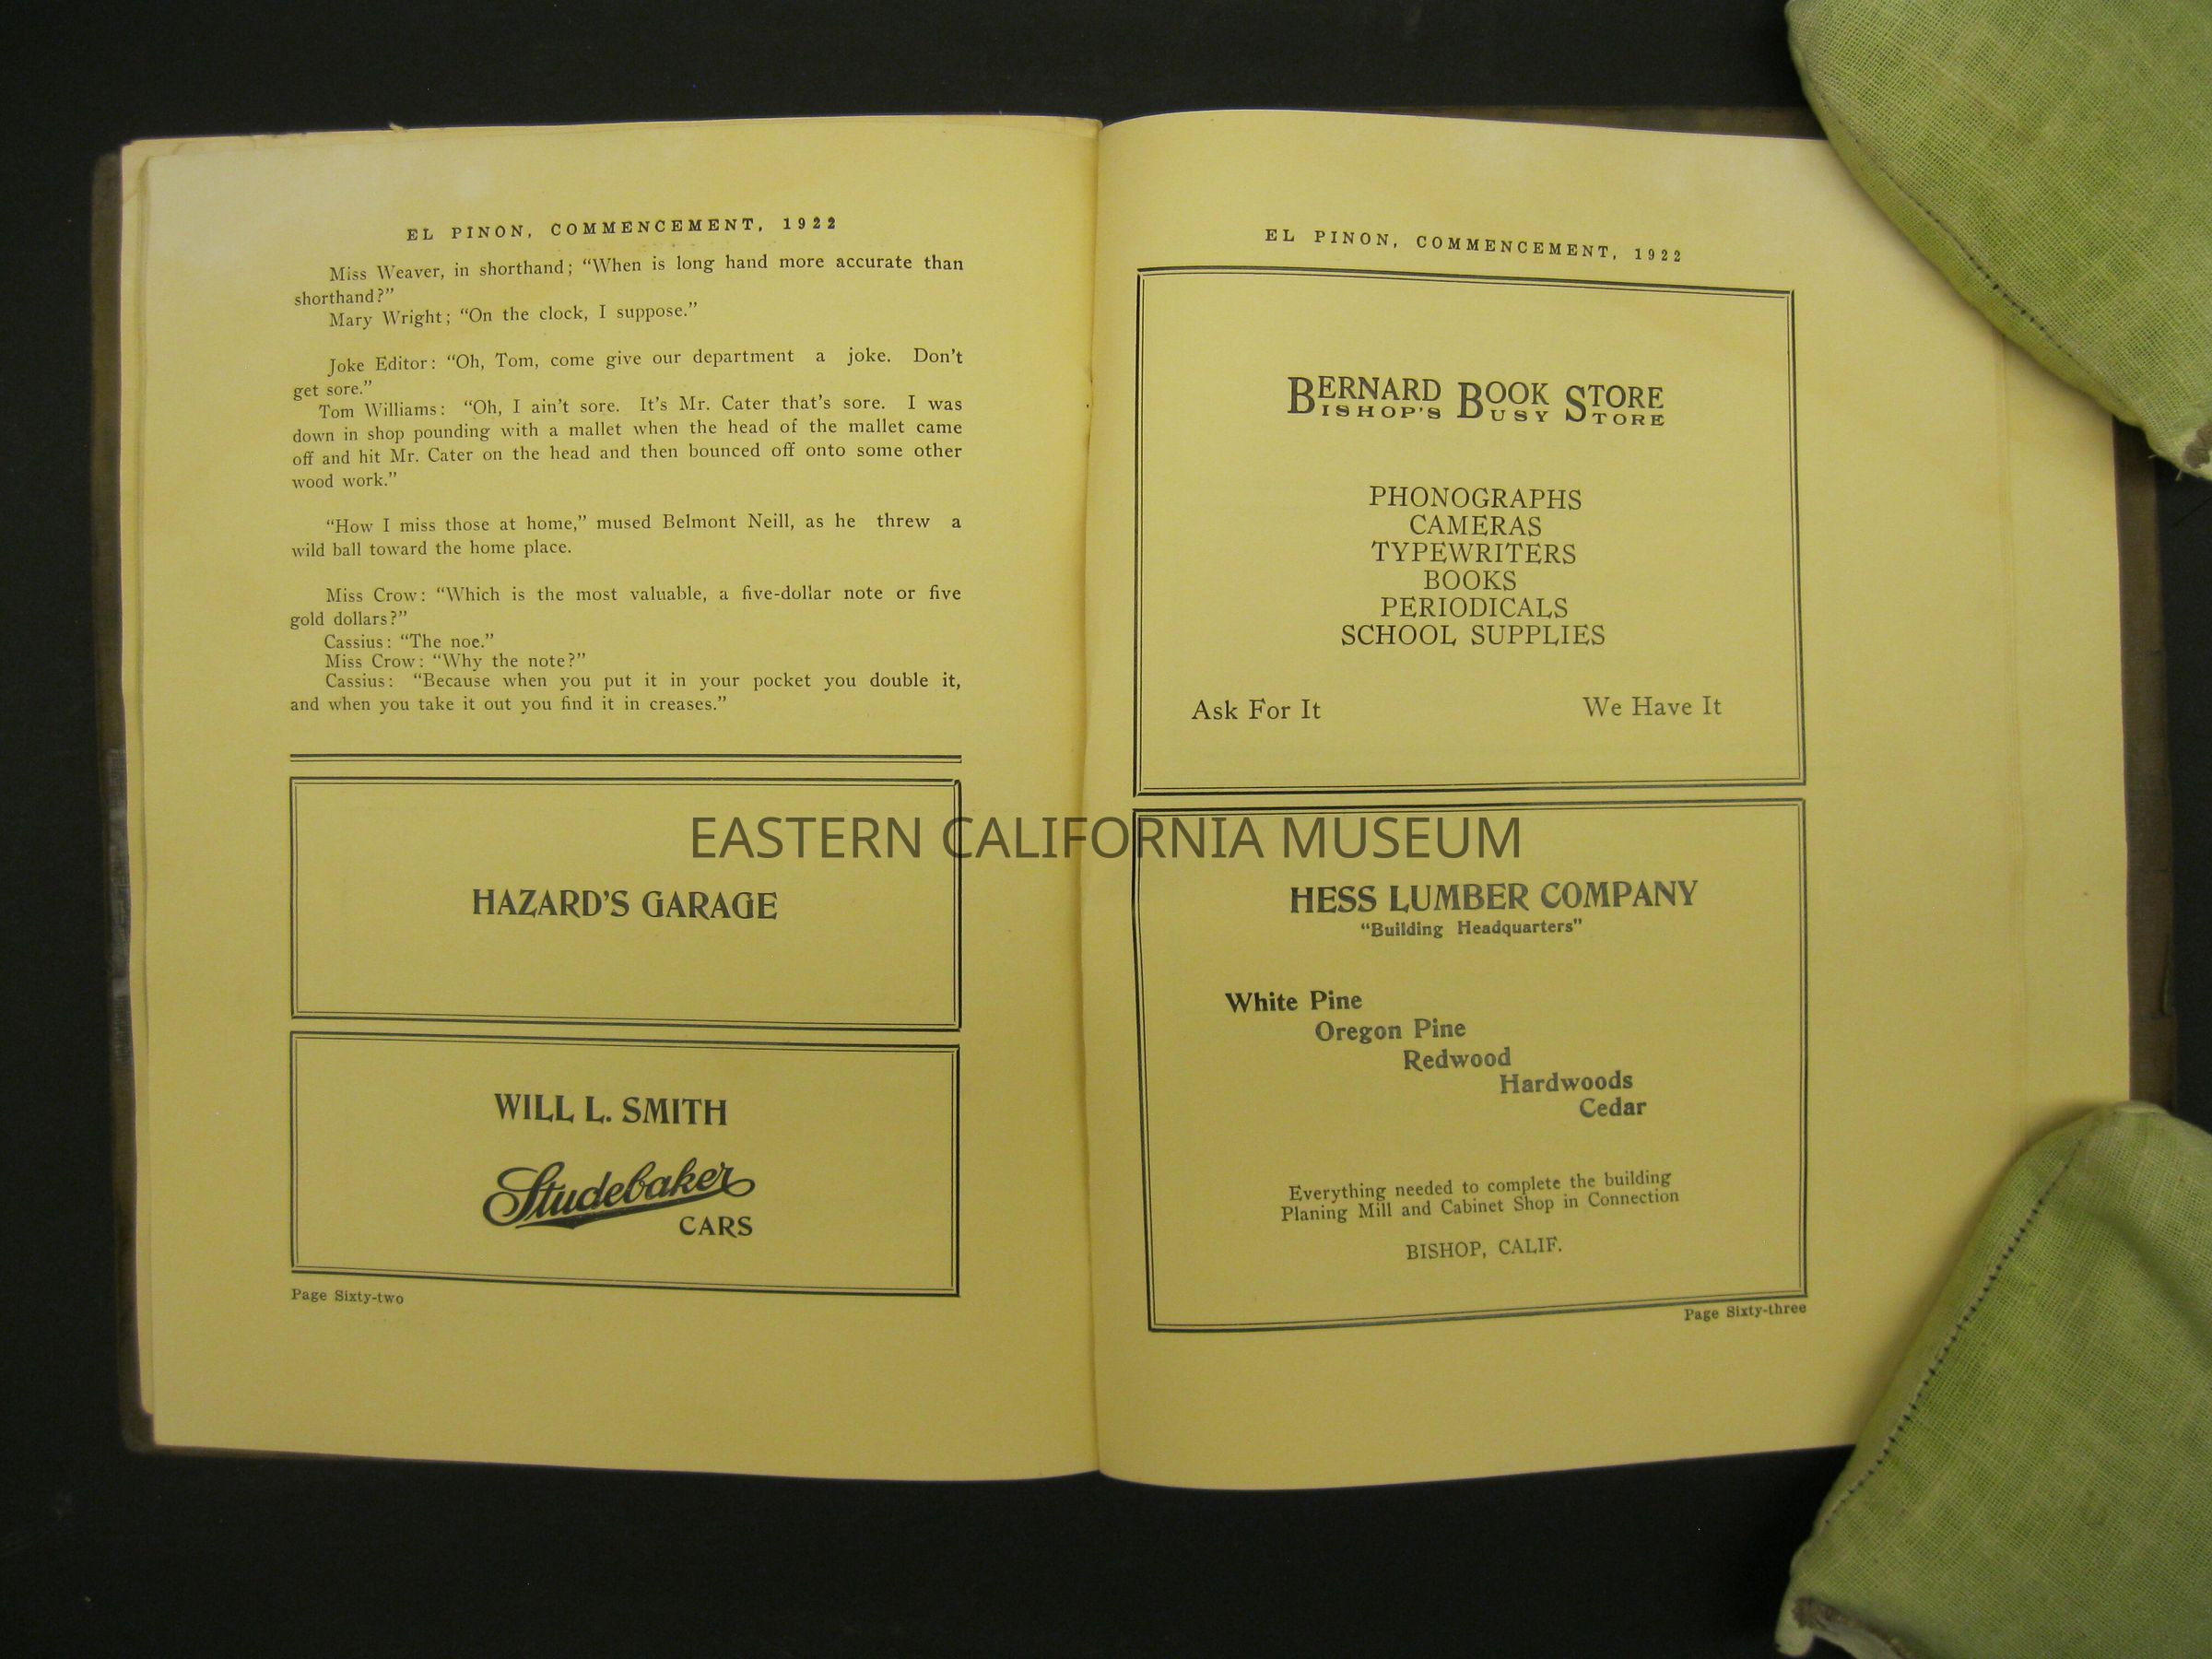 EL PINON, COMMENCEMENT, 1922
Miss Weaver, in shorthand; “When is long hand more accurate than
shorthand?”
Mary Wright; “On the clock, I suppose.”
Joke Editor: “Oh, Tom, come give our department a joke. Don't
get sore.”
Tom Williams: “Oh, I ain't sore. It's Mr. Cater that's sore. I was
down in shop pounding with a mallet when the head of the mallet came
off and hit Mr. Cater on the head and then bounced off onto some other
wood work.”
“How I miss those at home,” mused Belmont Neill, as he threw a
wild ball toward the home place.
Miss Crow: “Which is the most valuable, a five-dollar note or five
gold dollars?”
Cassius: “The noe.”
Miss Crow: “Why the note?”
Cassius: “Because when you put it in your pocket you double it,
and when you take it out you find it in creases.”
HAZARD'S GARAGE
WILL L. SMITH
Studebaker
CARS
Page Sixty-two
EL PINON, COMMENCEMENT, 1922
BERNARD BOOK STORE
BISHOP'S BUSY STORE
PHONOGRAPHS
CAMERAS
TYPEWRITERS
BOOKS
PERIODICALS
SCHOOL SUPPLIES
Ask For It We Have It
EASTERN CALIFORNIA MUSEUM
HESS LUMBER COMPANY
“Building Headquarters”
White Pine
Oregon Pine
Redwood
Hardwoods
Cedar
Everything needed to complete the building
Planing Mill and Cabinet Shop in Connection
BISHOP, CALIF.
Page Sixty-three